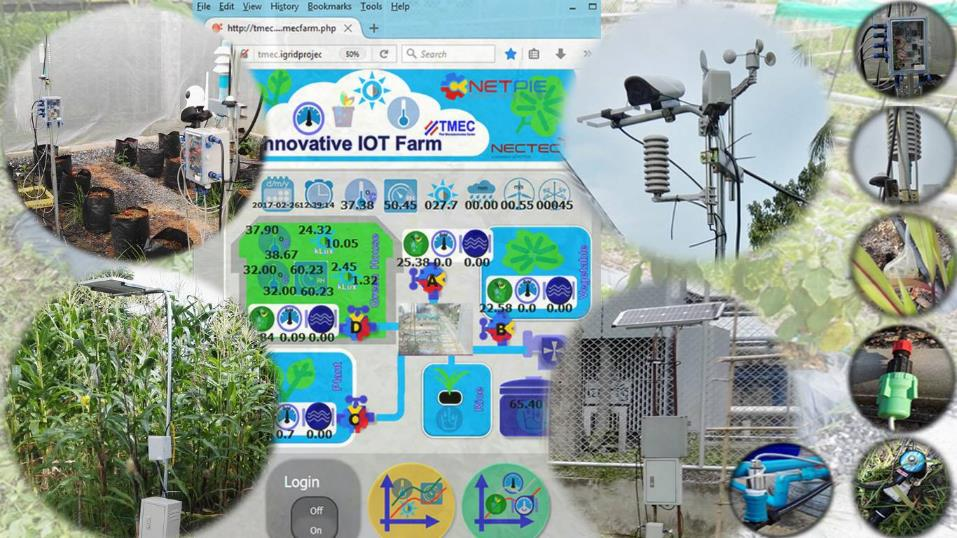 File Edit View History Bookmarks Tools Help
http://tmec....mecfarm.php
tmec.igridprojec 50% Search
NETPIE
TMEC
nnovative IOT Farm
NECTEC
d/m/y
2017-02-26 12:39:14 37.38 50.45 027.7 00.00 00.55 00045
37.90 24.32
10.05
kLux
38.67
32.00 60.23 2.45
kLux
1.32
32.00 60.23
Green House
25.38 0.0 0.00
A
Vegetable
22.58 0.0 0.00
D
B
84 0.09 0.00
Plant
C
0.7 0.00
Rice
65.40
Login
Off
On